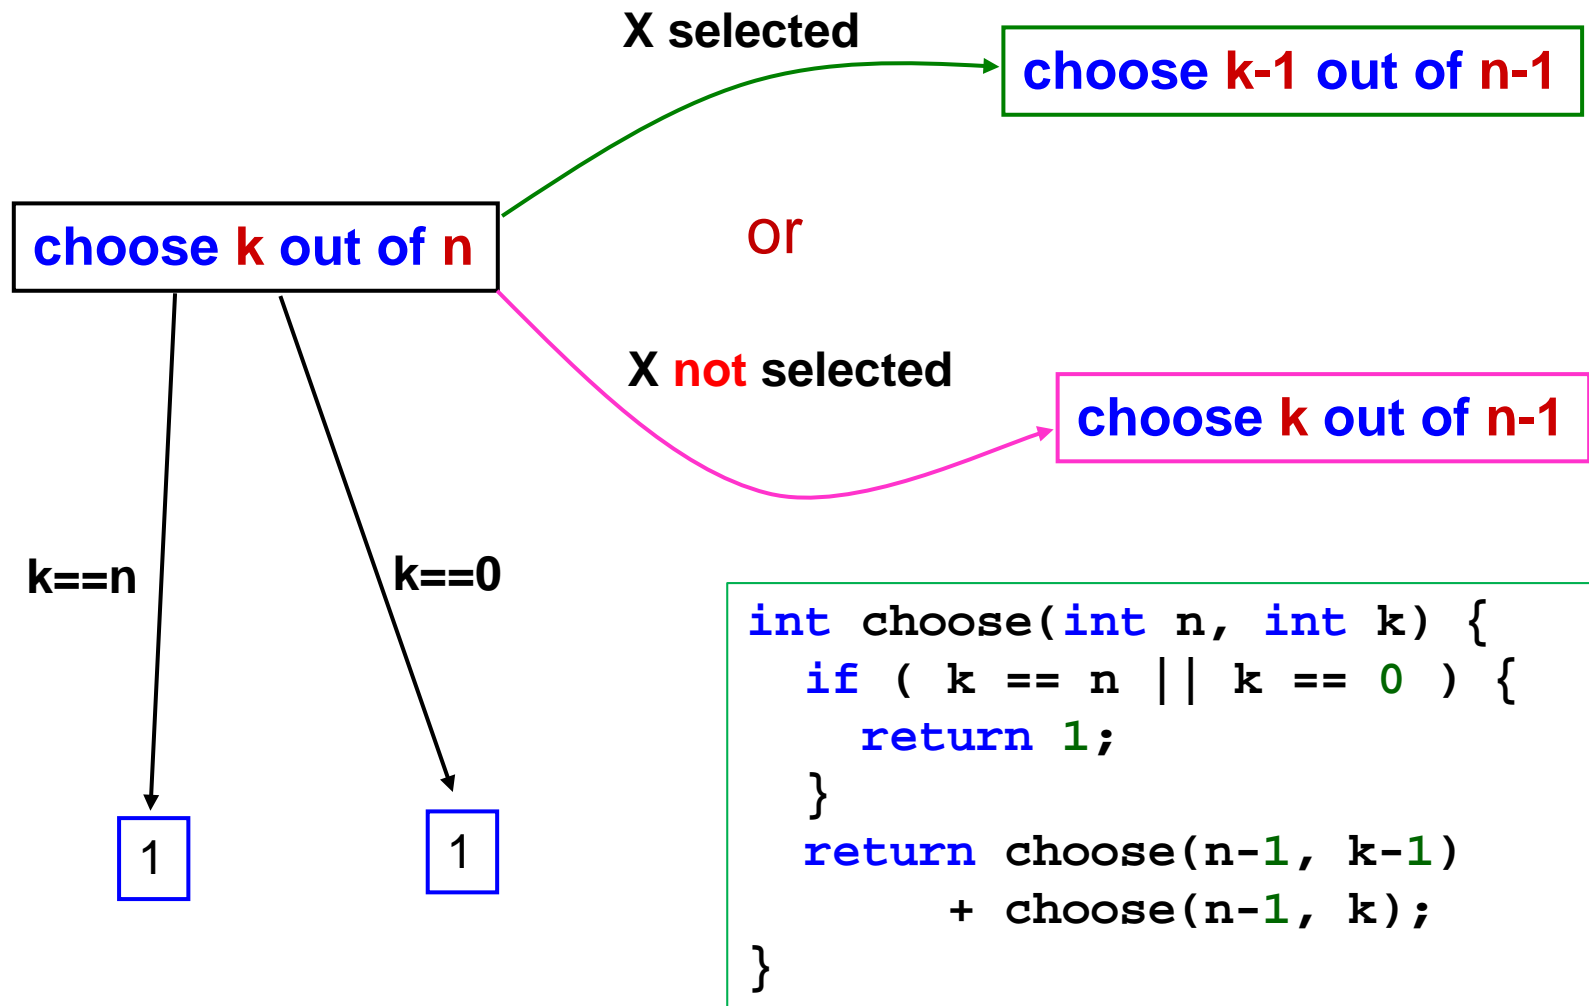 X selected
choose k-1 out of n-1
choose k out of n
or
X not selected
choose k out of n-1
k==n
k==0
1
1
int choose(int n, int k) {
  if ( k == n || k == 0 ) {
    return 1;
  }
  return choose(n-1, k-1)
       + choose(n-1, k);
}